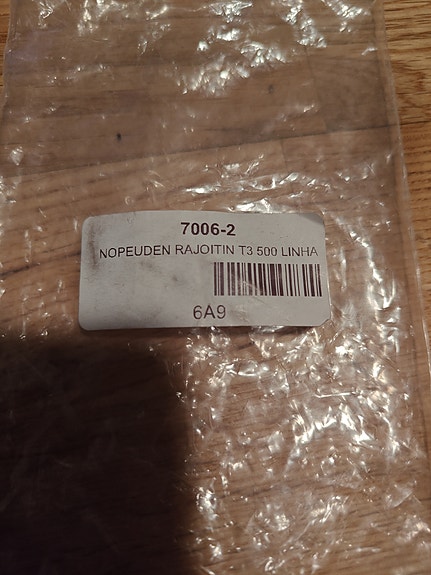 7006-2
NOPEUDEN RAJOITIN T3 500 LINHA
6A9